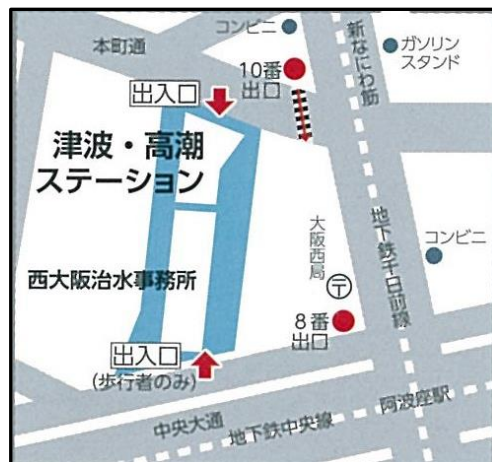 コンビニ
本町通
10番
出口
新なにわ筋
ガソリン
スタンド
出入口
津波・高潮
ステーション
大阪西局
〒
地下鉄千日前線
コンビニ
西大阪治水事務所
8番
出口
出入口
(歩行者のみ)
中央大通
地下鉄中央線
阿波座駅